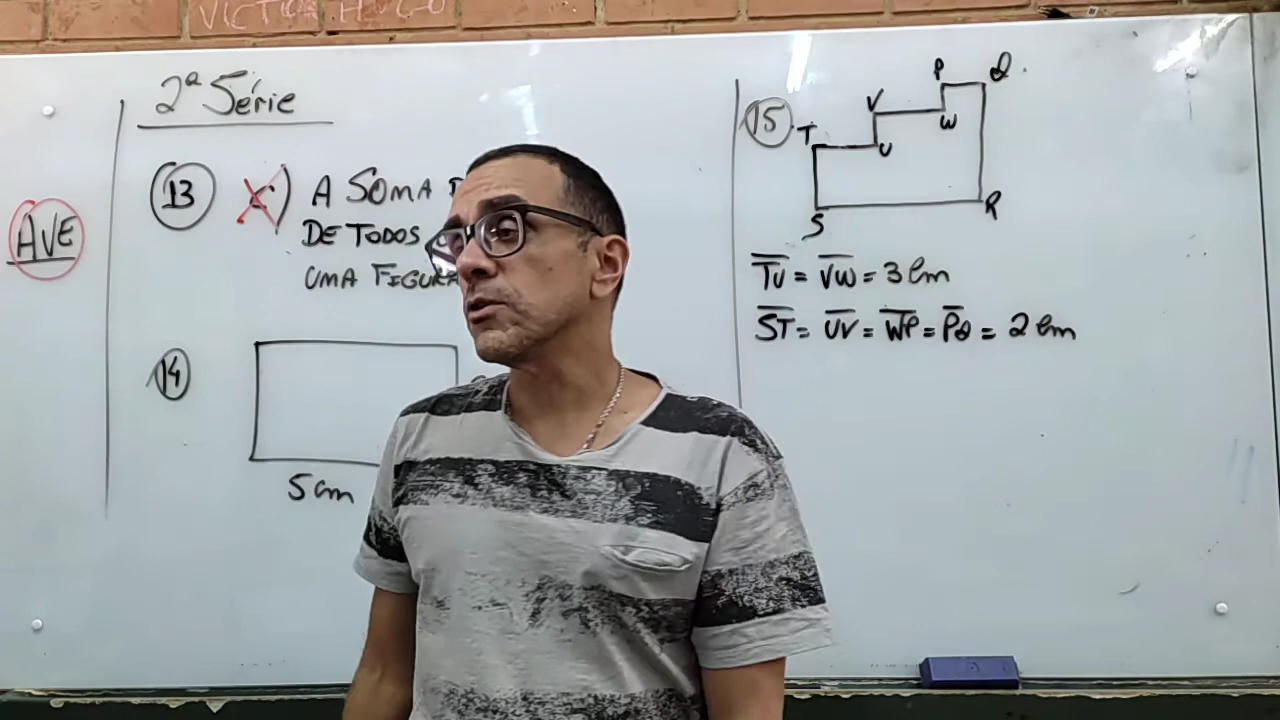 VICTOR HUGO
2ª Série
AVE
13 c) A SOMA
DE TODOS
UMA FIGURA
14
5 cm
15
P Q
V W
T U
S R
TU = VW = 3 cm
ST = UV = WP = PQ = 2 cm